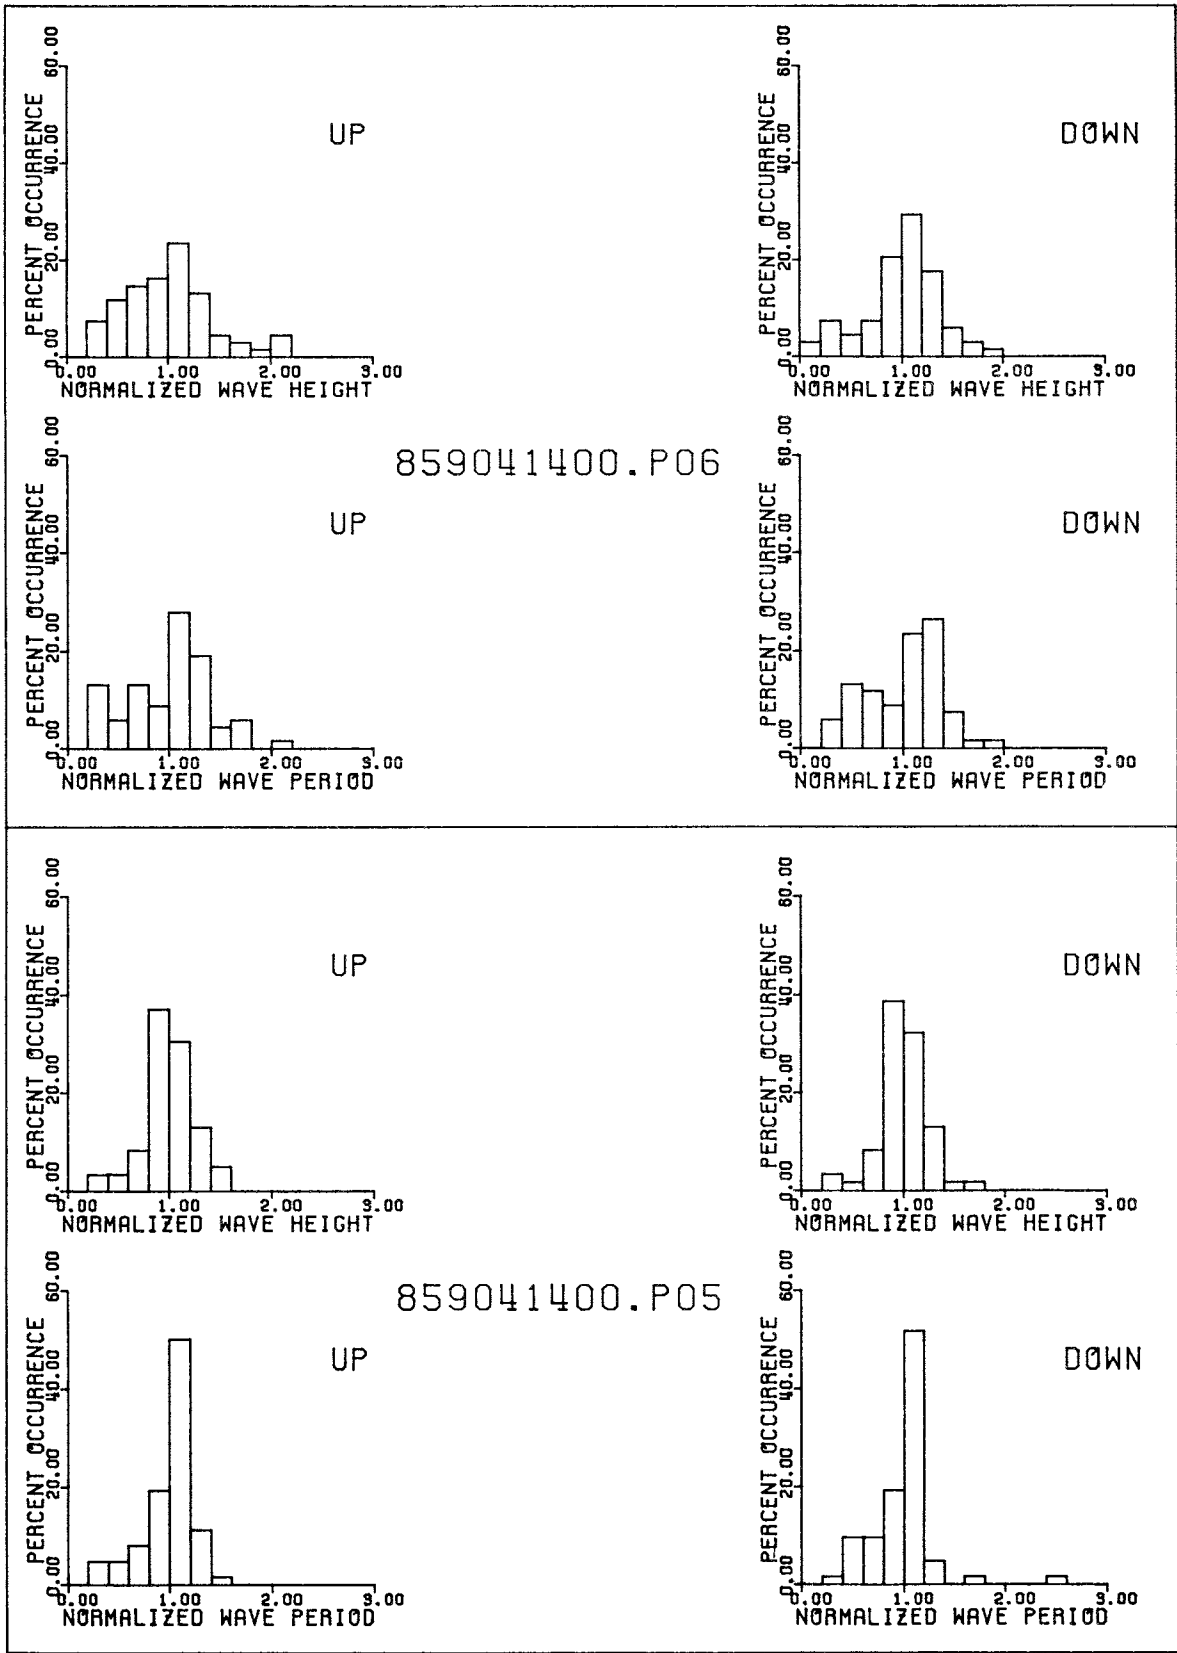 60.00 60.00
PERCENT OCCURRENCE PERCENT OCCURRENCE
UP DOWN
40.00 40.00
20.00 20.00
0.00 0.00
0.00 1.00 2.00 3.00 0.00 1.00 2.00 3.00
NORMALIZED WAVE HEIGHT NORMALIZED WAVE HEIGHT
859041400.P06
60.00 60.00
PERCENT OCCURRENCE PERCENT OCCURRENCE
UP DOWN
40.00 40.00
20.00 20.00
0.00 0.00
0.00 1.00 2.00 3.00 0.00 1.00 2.00 3.00
NORMALIZED WAVE PERIOD NORMALIZED WAVE PERIOD
60.00 60.00
PERCENT OCCURRENCE PERCENT OCCURRENCE
UP DOWN
40.00 40.00
20.00 20.00
0.00 0.00
0.00 1.00 2.00 3.00 0.00 1.00 2.00 3.00
NORMALIZED WAVE HEIGHT NORMALIZED WAVE HEIGHT
859041400.P05
60.00 60.00
PERCENT OCCURRENCE PERCENT OCCURRENCE
UP DOWN
40.00 40.00
20.00 20.00
0.00 0.00
0.00 1.00 2.00 3.00 0.00 1.00 2.00 3.00
NORMALIZED WAVE PERIOD NORMALIZED WAVE PERIOD